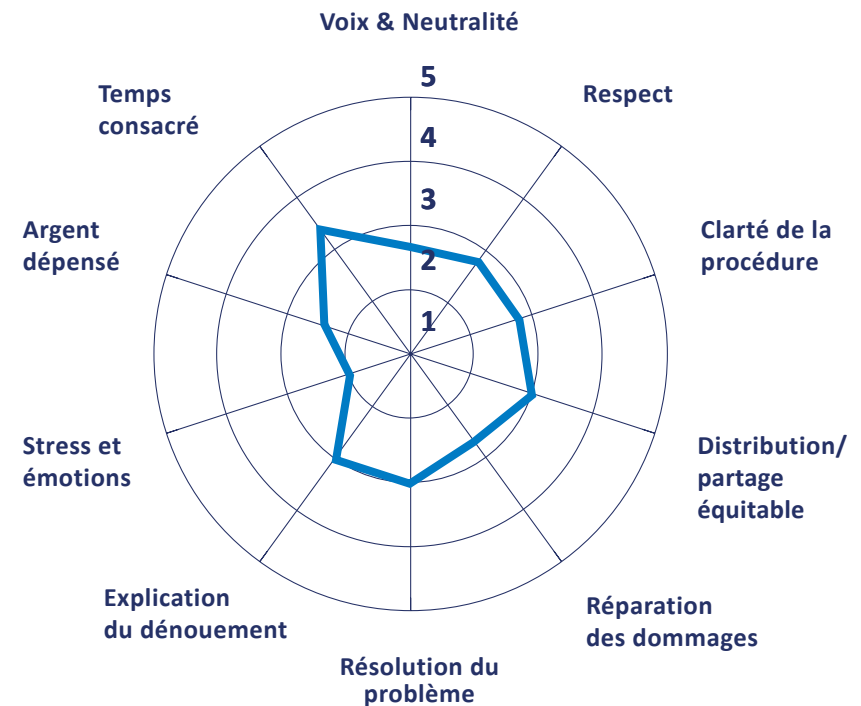 Voix & Neutralité
5
4
3
2
1
Respect
Clarté de la
procédure
Distribution/
partage
équitable
Réparation
des dommages
Résolution du
problème
Explication
du dénouement
Stress et
émotions
Argent
dépensé
Temps
consacré